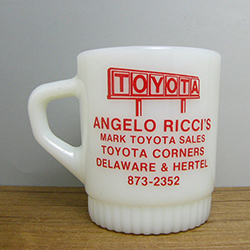 TOYOTA
ANGELO RICCI'S
MARK TOYOTA SALES
TOYOTA CORNERS
DELAWARE & HERTEL
873-2352